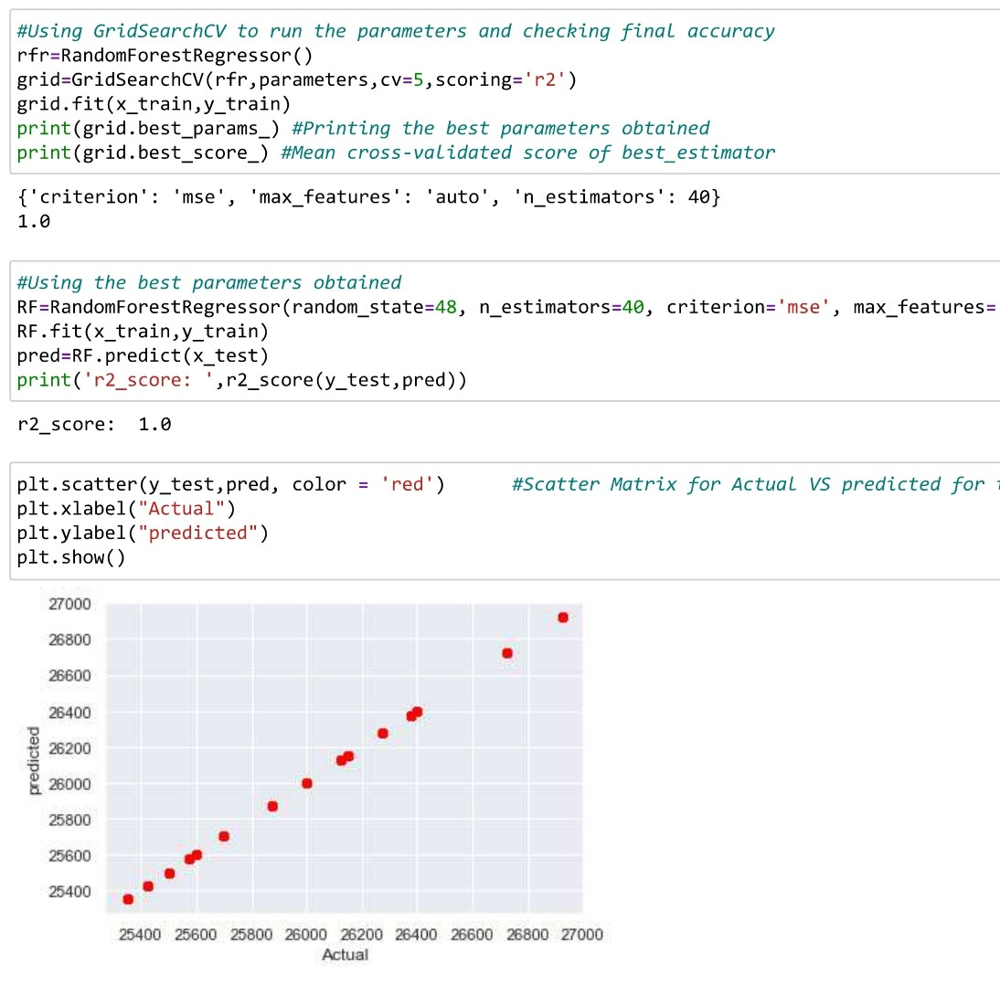 #Using GridSearchCV to run the parameters and checking final accuracy
rfr=RandomForestRegressor()
grid=GridSearchCV(rfr,parameters,cv=5,scoring='r2')
grid.fit(x_train,y_train)
print(grid.best_params_) #Printing the best parameters obtained
print(grid.best_score_) #Mean cross-validated score of best_estimator
{'criterion': 'mse', 'max_features': 'auto', 'n_estimators': 40}
1.0
#Using the best parameters obtained
RF=RandomForestRegressor(random_state=48, n_estimators=40, criterion='mse', max_features=
RF.fit(x_train,y_train)
pred=RF.predict(x_test)
print('r2_score: ',r2_score(y_test,pred))
r2_score:  1.0
plt.scatter(y_test,pred, color = 'red')      #Scatter Matrix for Actual VS predicted for
plt.xlabel("Actual")
plt.ylabel("predicted")
plt.show()
27000
26800
26600
26400
26200
26000
25800
25600
25400
predicted
25400 25600 25800 26000 26200 26400 26600 26800 27000
Actual